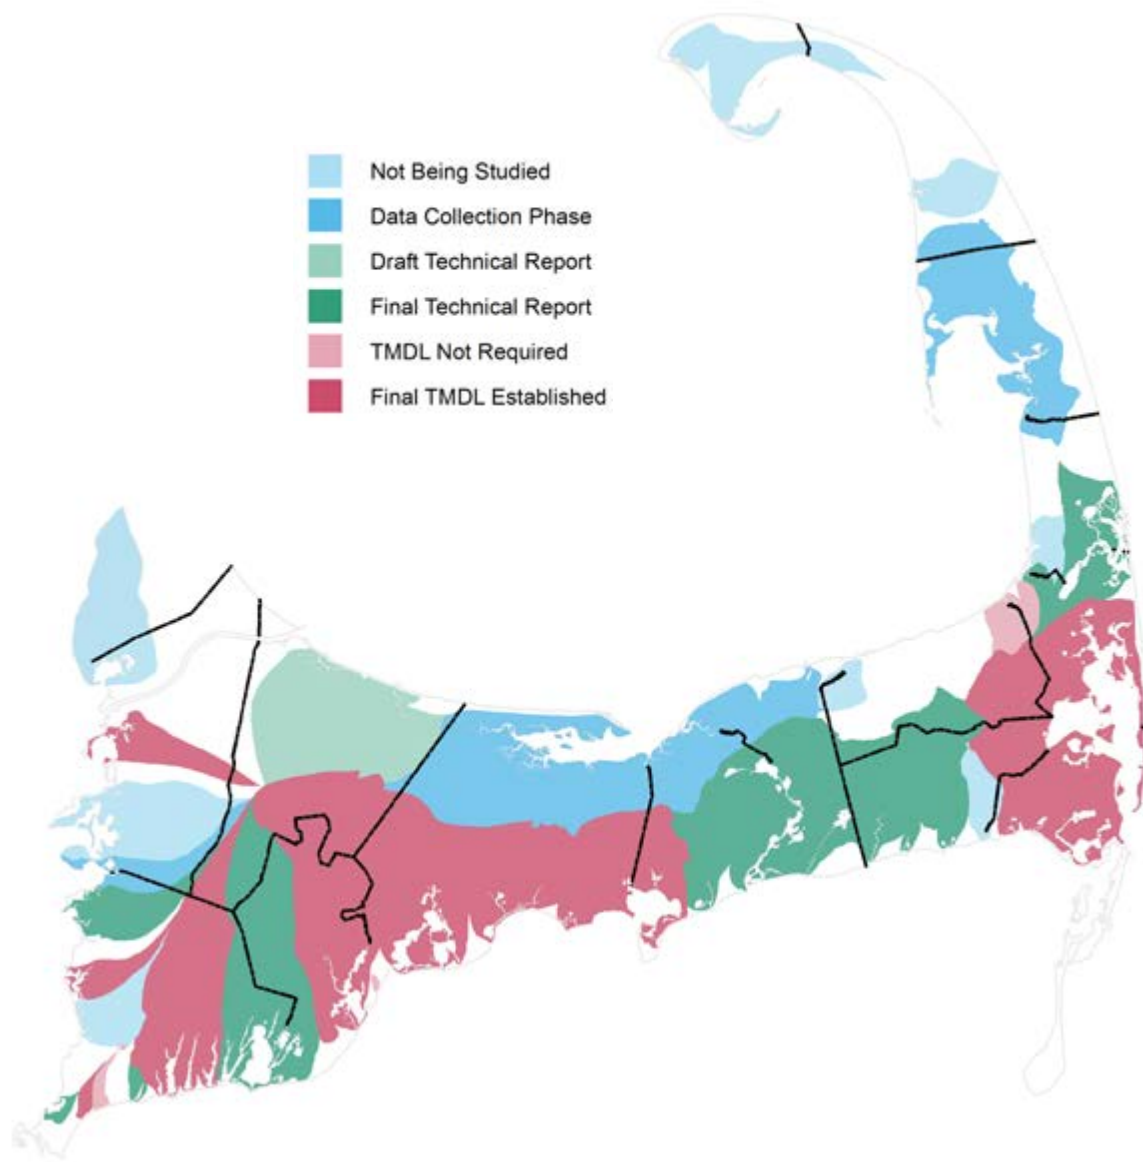 Not Being Studied
Data Collection Phase
Draft Technical Report
Final Technical Report
TMDL Not Required
Final TMDL Established